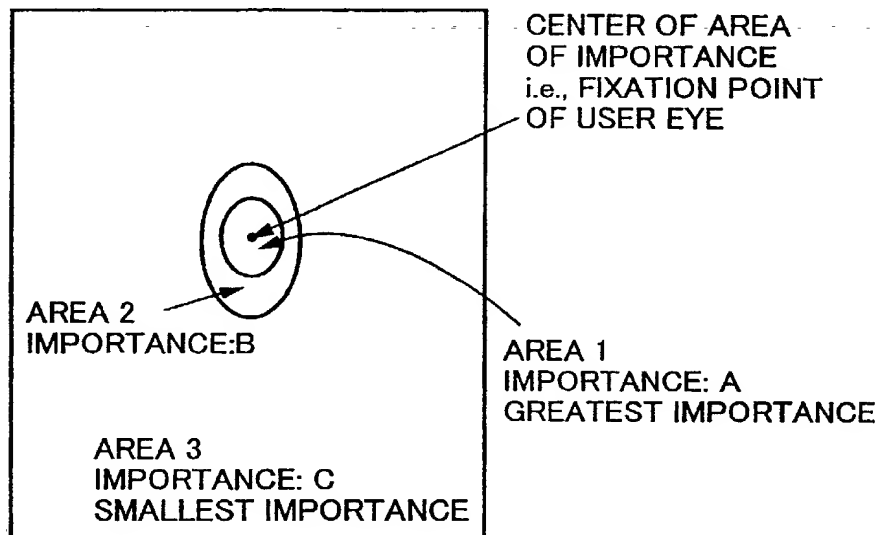 CENTER OF AREA
OF IMPORTANCE
i.e., FIXATION POINT
OF USER EYE
AREA 2
IMPORTANCE:B
AREA 1
IMPORTANCE: A
GREATEST IMPORTANCE
AREA 3
IMPORTANCE: C
SMALLEST IMPORTANCE